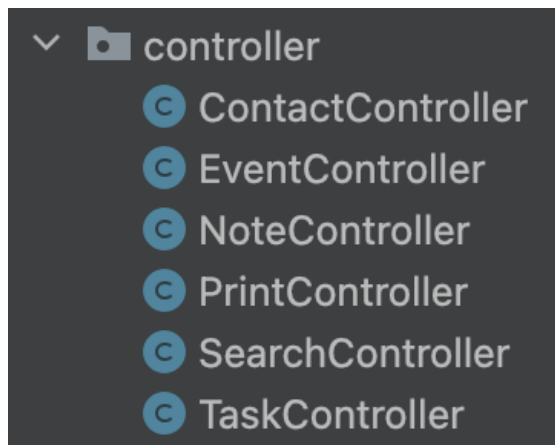 controller
C ContactController
C EventController
C NoteController
C PrintController
C SearchController
C TaskController